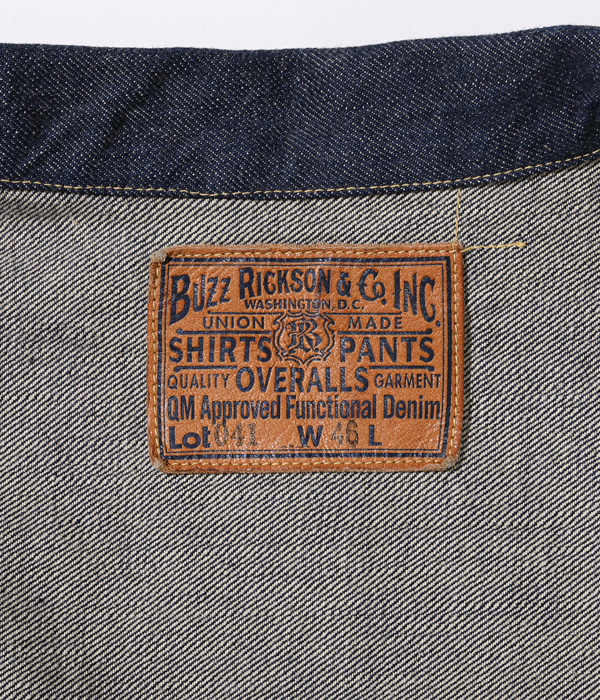 BUZZ RICKSON & CO. INC.
WASHINGTON, D.C.
UNION MADE
BR
SHIRTS PANTS
QUALITY OVERALLS GARMENT
QM Approved Functional Denim
Lot 041 W 46 L